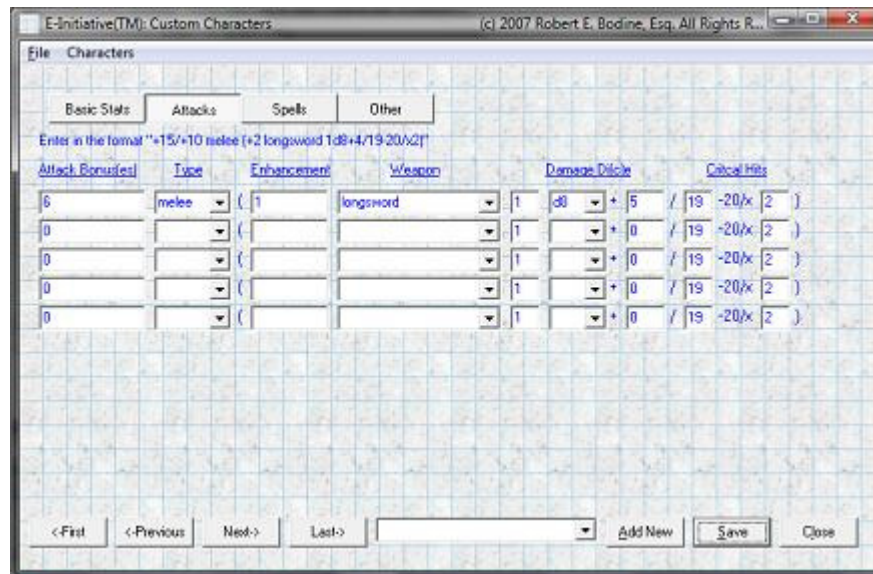 E-Initiative(TM): Custom Characters (c) 2007 Robert E. Bodine, Esq. All Rights R...
File Characters
Basic Stats Attacks Spells Other
Enter in the format "+15/+10 melee (+2 longsword 1d8+4/19-20/x2)"
Attack Bonus(es) Type Enhancement Weapon Damage Di(c)e Critcal Hits
6 melee ( 1 longsword 1 d8 + 5 / 19 -20/x 2 )
0 ( 1 + 0 / 19 -20/x 2 )
0 ( 1 + 0 / 19 -20/x 2 )
0 ( 1 + 0 / 19 -20/x 2 )
0 ( 1 + 0 / 19 -20/x 2 )
<-First <-Previous Next-> Last-> Add New Save Close